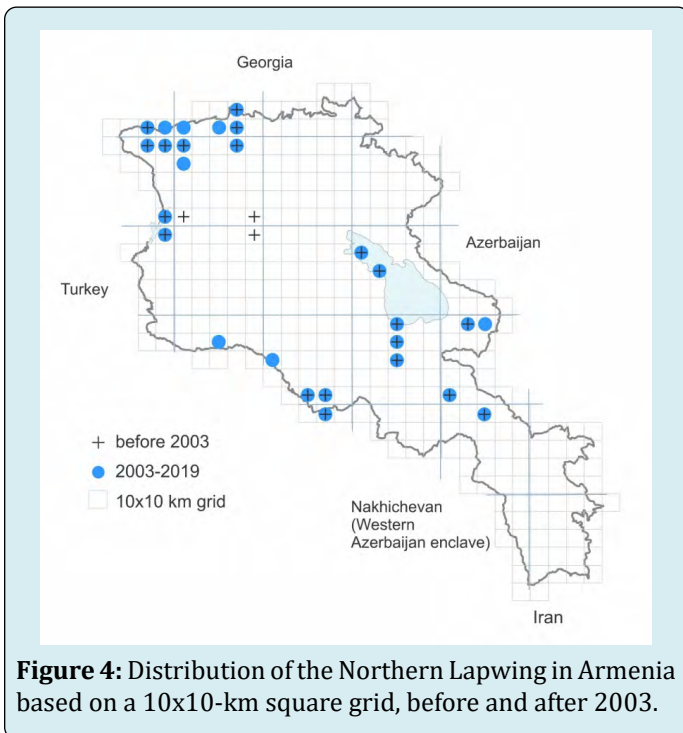 Georgia
Azerbaijan
Turkey
+ before 2003
2003-2019
10x10 km grid
Nakhichevan
(Western
Azerbaijan enclave)
Iran
Figure 4: Distribution of the Northern Lapwing in Armenia
based on a 10x10-km square grid, before and after 2003.